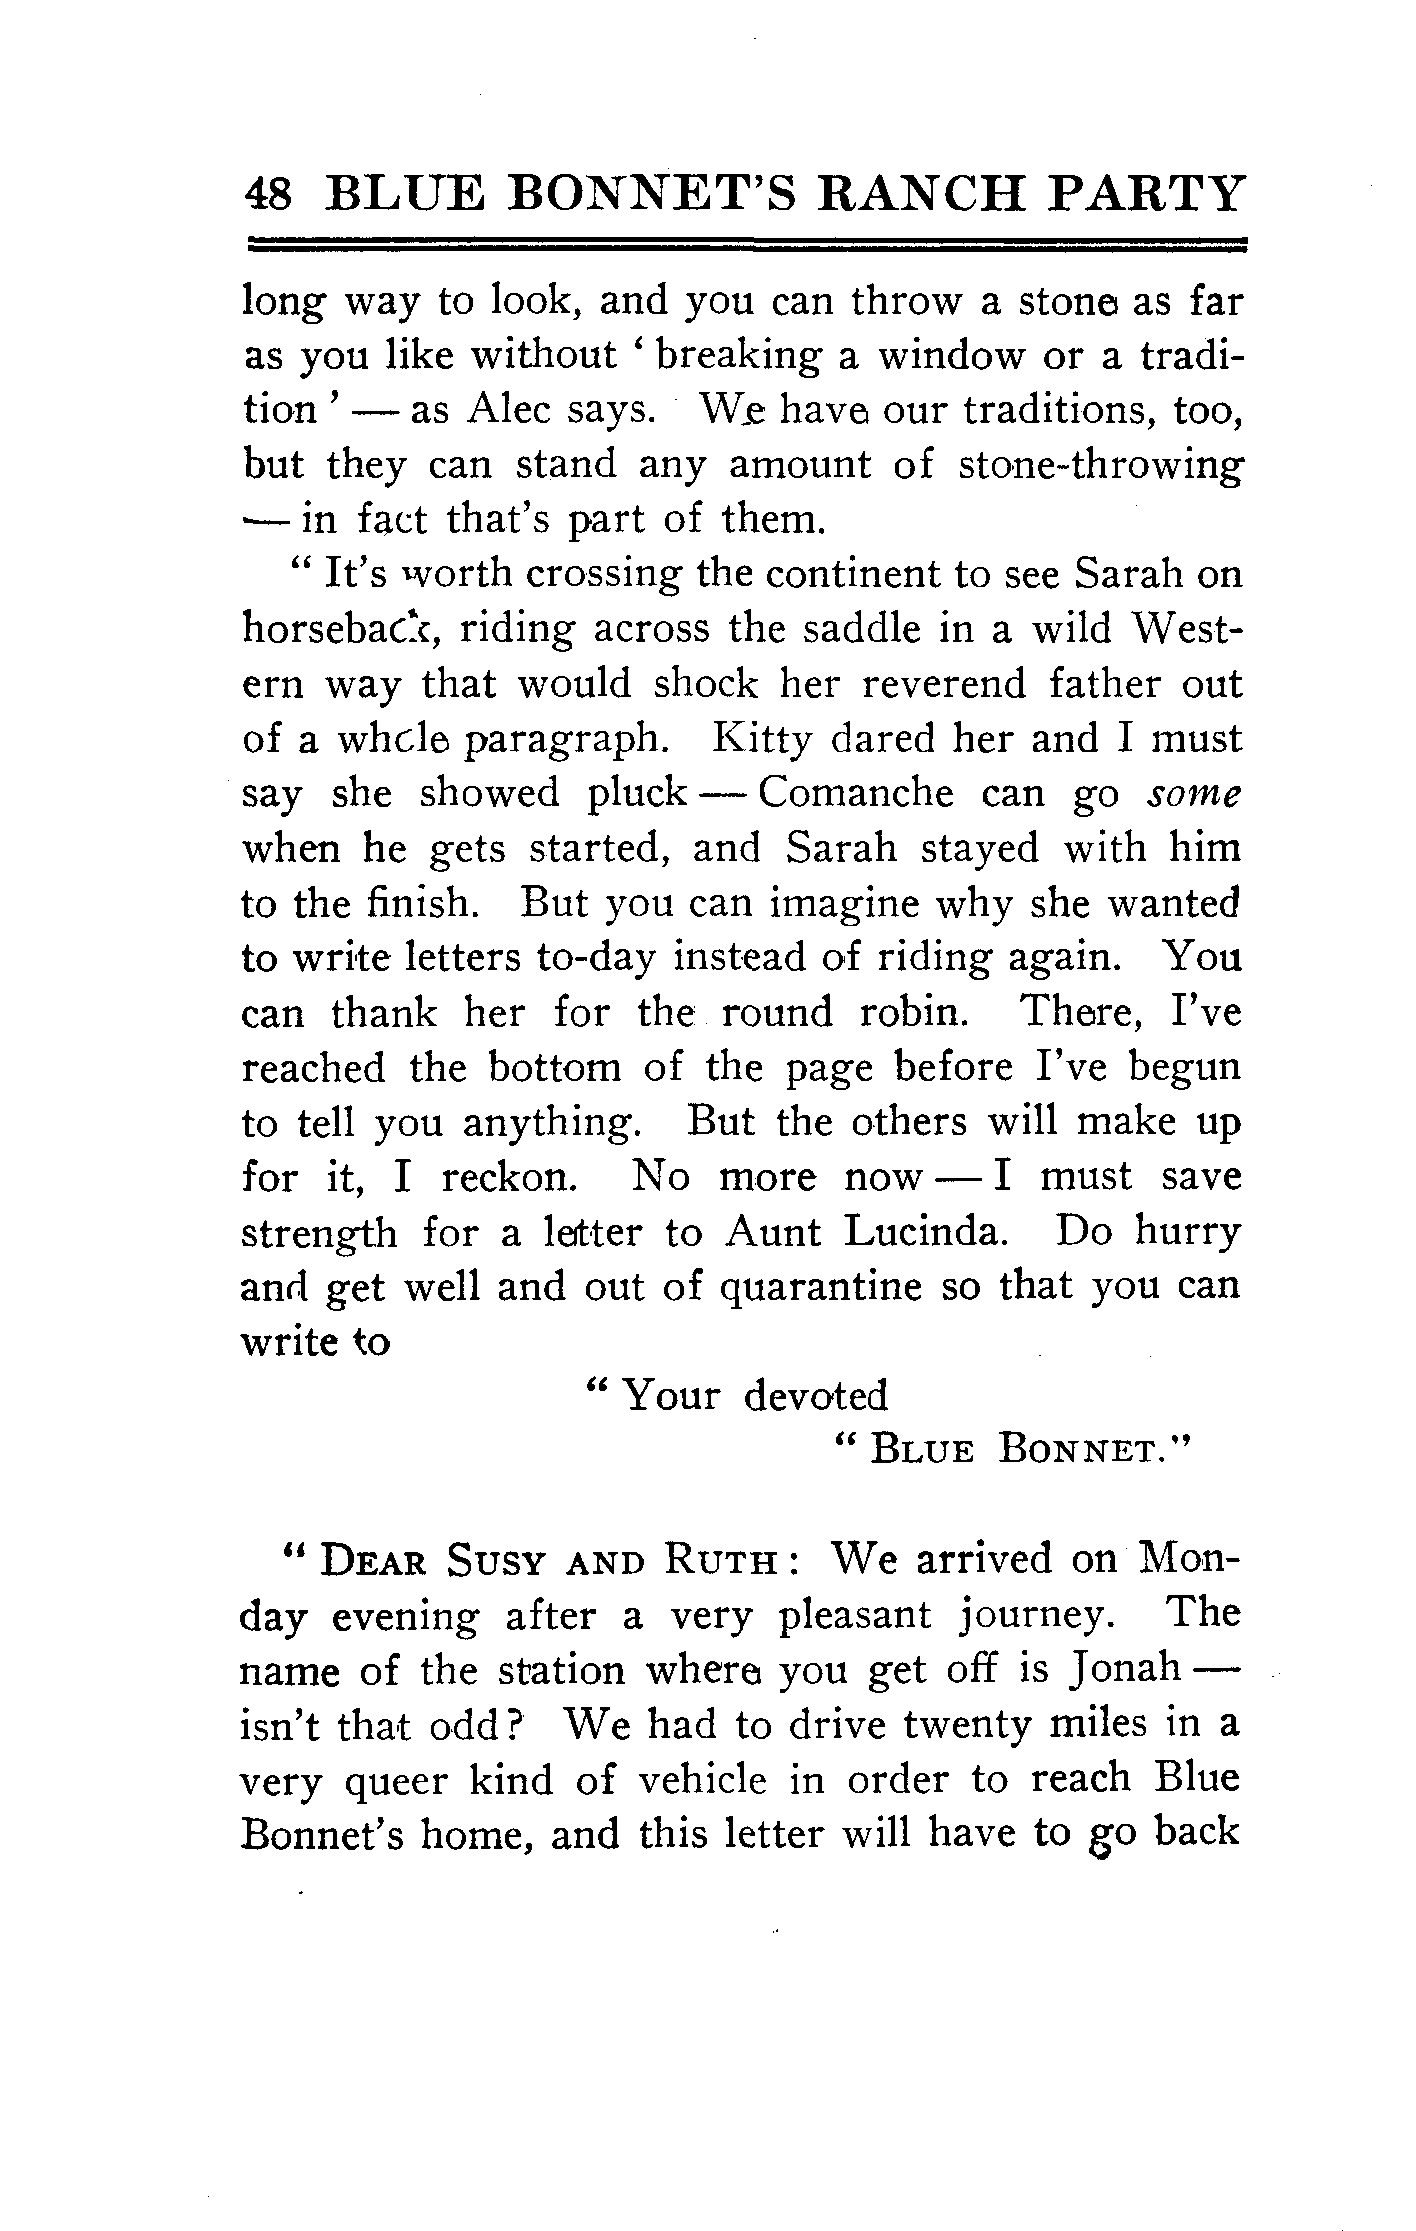 48 BLUE BONNET'S RANCH PARTY
long way to look, and you can throw a stone as far
as you like without ‘ breaking a window or a tradi-
tion ’ — as Alec says. We have our traditions, too,
but they can stand any amount of stone-throwing
— in fact that's part of them.
“ It's worth crossing the continent to see Sarah on
horseback, riding across the saddle in a wild West-
ern way that would shock her reverend father out
of a whole paragraph. Kitty dared her and I must
say she showed pluck — Comanche can go some
when he gets started, and Sarah stayed with him
to the finish. But you can imagine why she wanted
to write letters to-day instead of riding again. You
can thank her for the round robin. There, I've
reached the bottom of the page before I've begun
to tell you anything. But the others will make up
for it, I reckon. No more now — I must save
strength for a letter to Aunt Lucinda. Do hurry
and get well and out of quarantine so that you can
write to
“ Your devoted
“ BLUE BONNET.”
“ DEAR SUSY AND RUTH: We arrived on Mon-
day evening after a very pleasant journey. The
name of the station where you get off is Jonah —
isn't that odd? We had to drive twenty miles in a
very queer kind of vehicle in order to reach Blue
Bonnet's home, and this letter will have to go back